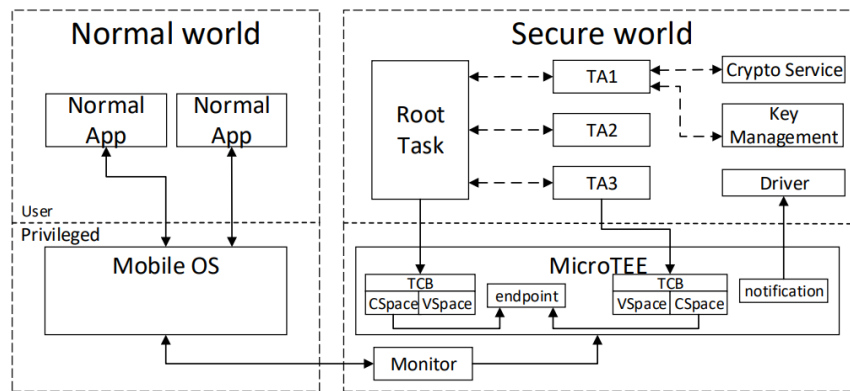 Normal world
Secure world
Normal
App
Normal
App
Root
Task
TA1
TA2
TA3
Crypto Service
Key
Management
Driver
User
Privileged
Mobile OS
MicroTEE
TCB
CSpace
VSpace
endpoint
TCB
VSpace
CSpace
notification
Monitor